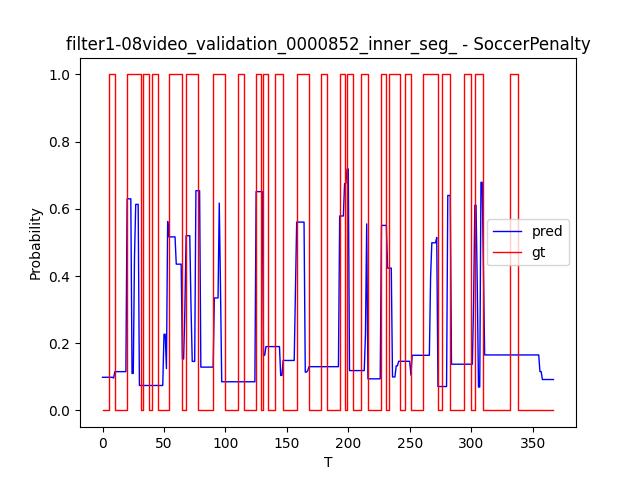 filter1-08video_validation_0000852_inner_seg_ - SoccerPenalty
1.0
0.8
0.6
0.4
0.2
0.0
Probability
pred
gt
0 50 100 150 200 250 300 350
T